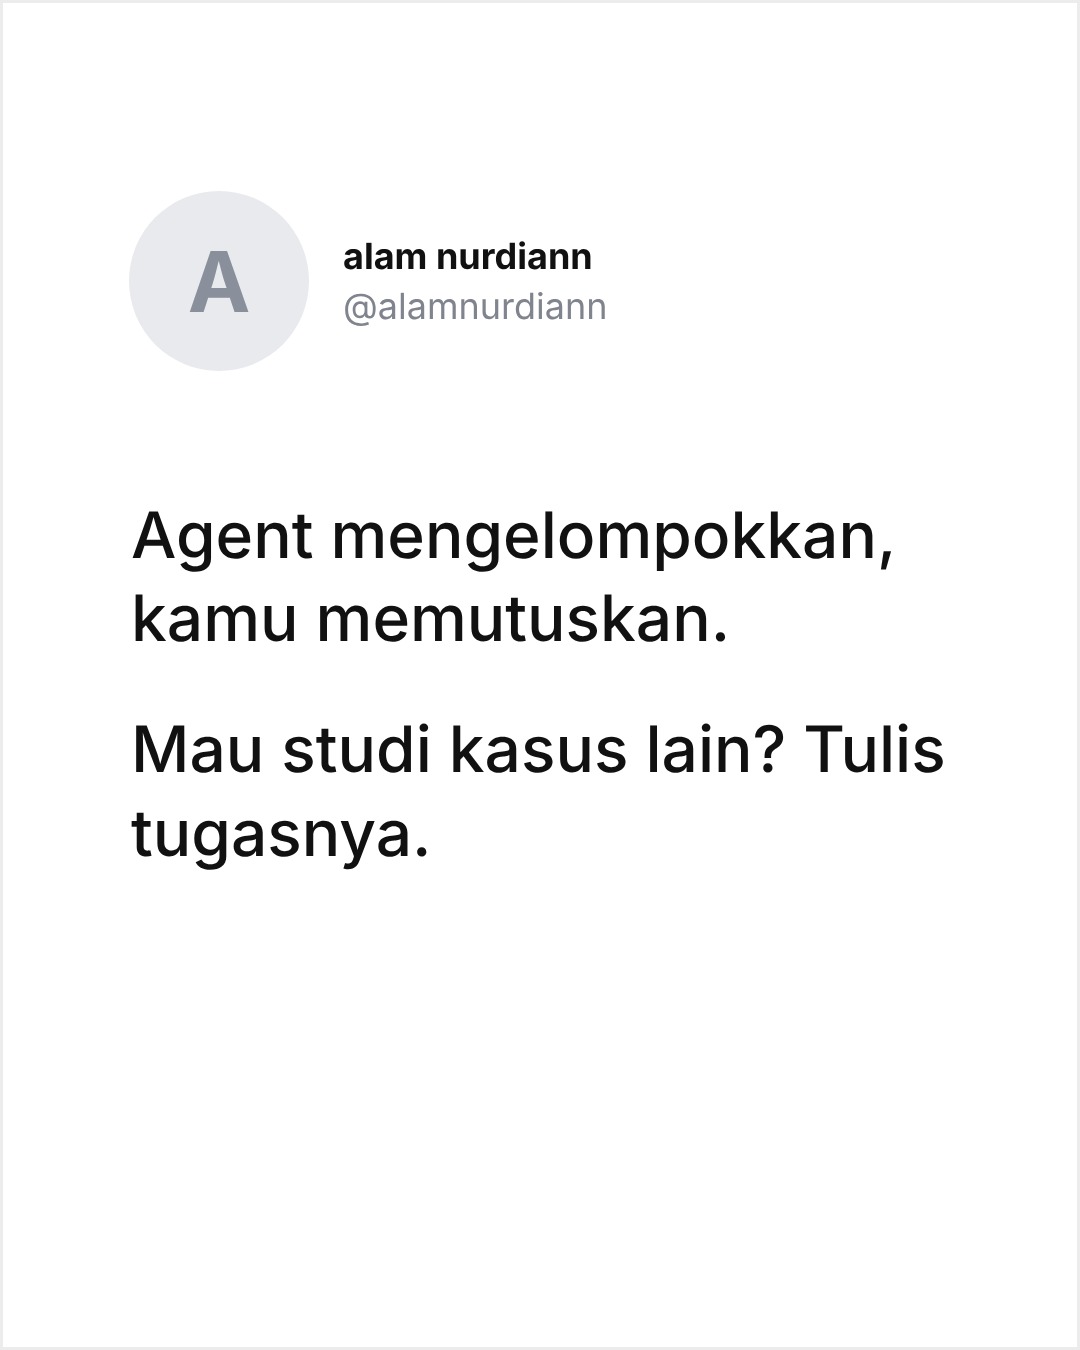 A
alam nurdiann
@alamnurdiann
Agent mengelompokkan,
kamu memutuskan.
Mau studi kasus lain? Tulis
tugasnya.